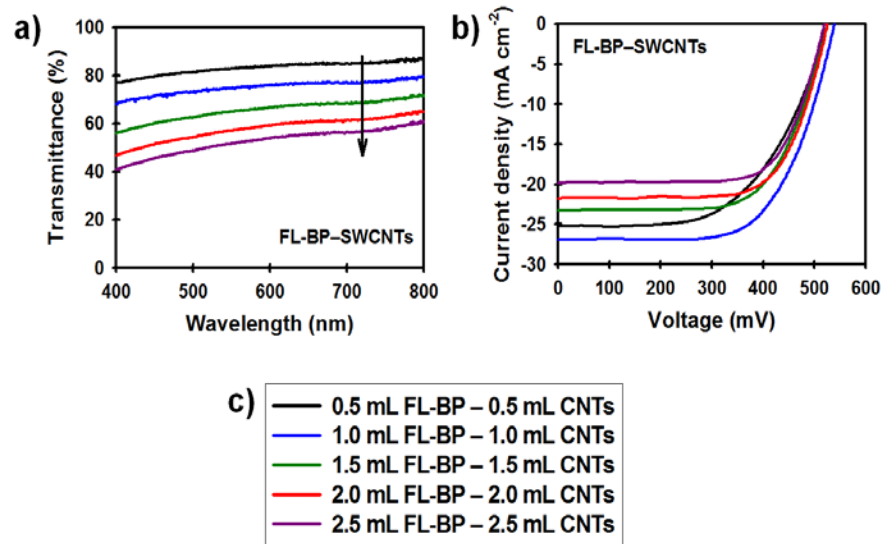 a)
100
80
60
40
20
0
Transmittance (%)
FL-BP–SWCNTs
400 500 600 700 800
Wavelength (nm)
b)
0
-5
-10
-15
-20
-25
-30
Current density (mA cm⁻²)
FL-BP–SWCNTs
0 100 200 300 400 500 600
Voltage (mV)
c)
0.5 mL FL-BP – 0.5 mL CNTs
1.0 mL FL-BP – 1.0 mL CNTs
1.5 mL FL-BP – 1.5 mL CNTs
2.0 mL FL-BP – 2.0 mL CNTs
2.5 mL FL-BP – 2.5 mL CNTs